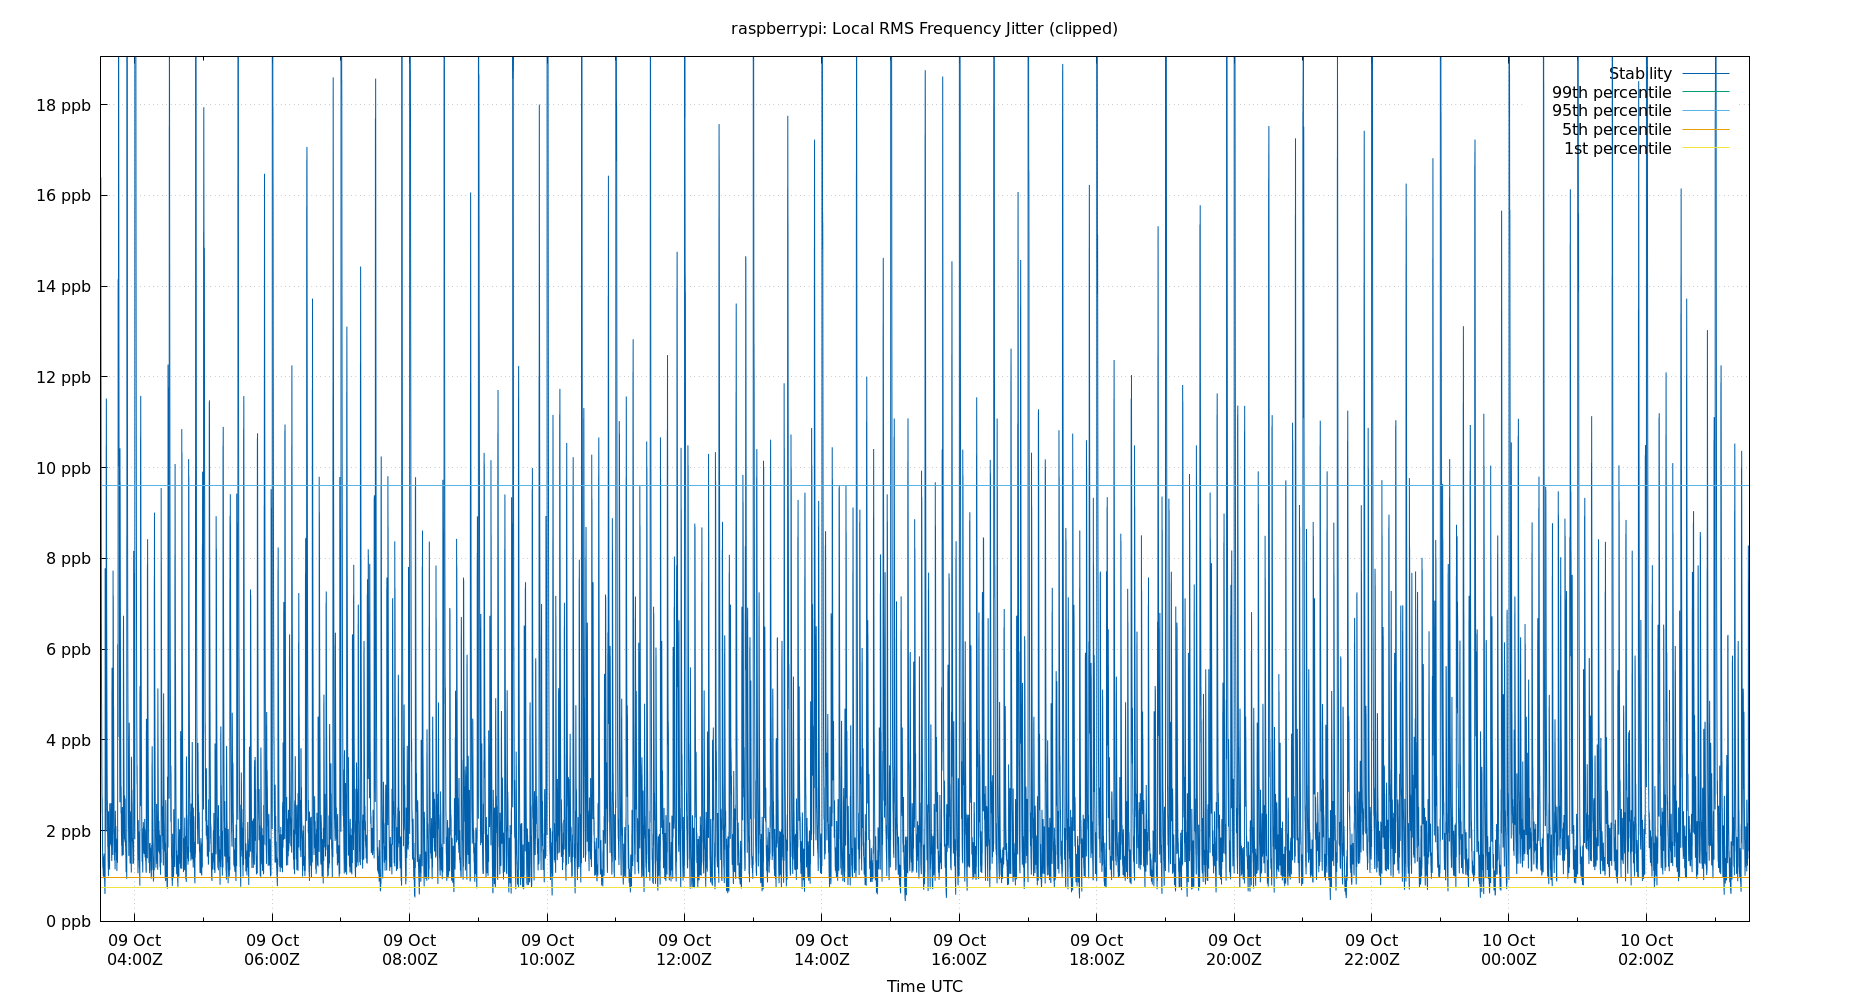 raspberrypi: Local RMS Frequency Jitter (clipped)
Stability
99th percentile
95th percentile
5th percentile
1st percentile
18 ppb
16 ppb
14 ppb
12 ppb
10 ppb
8 ppb
6 ppb
4 ppb
2 ppb
0 ppb
09 Oct 09 Oct 09 Oct 09 Oct 09 Oct 09 Oct 09 Oct 09 Oct 09 Oct 09 Oct 10 Oct 10 Oct
04:00Z 06:00Z 08:00Z 10:00Z 12:00Z 14:00Z 16:00Z 18:00Z 20:00Z 22:00Z 00:00Z 02:00Z
Time UTC